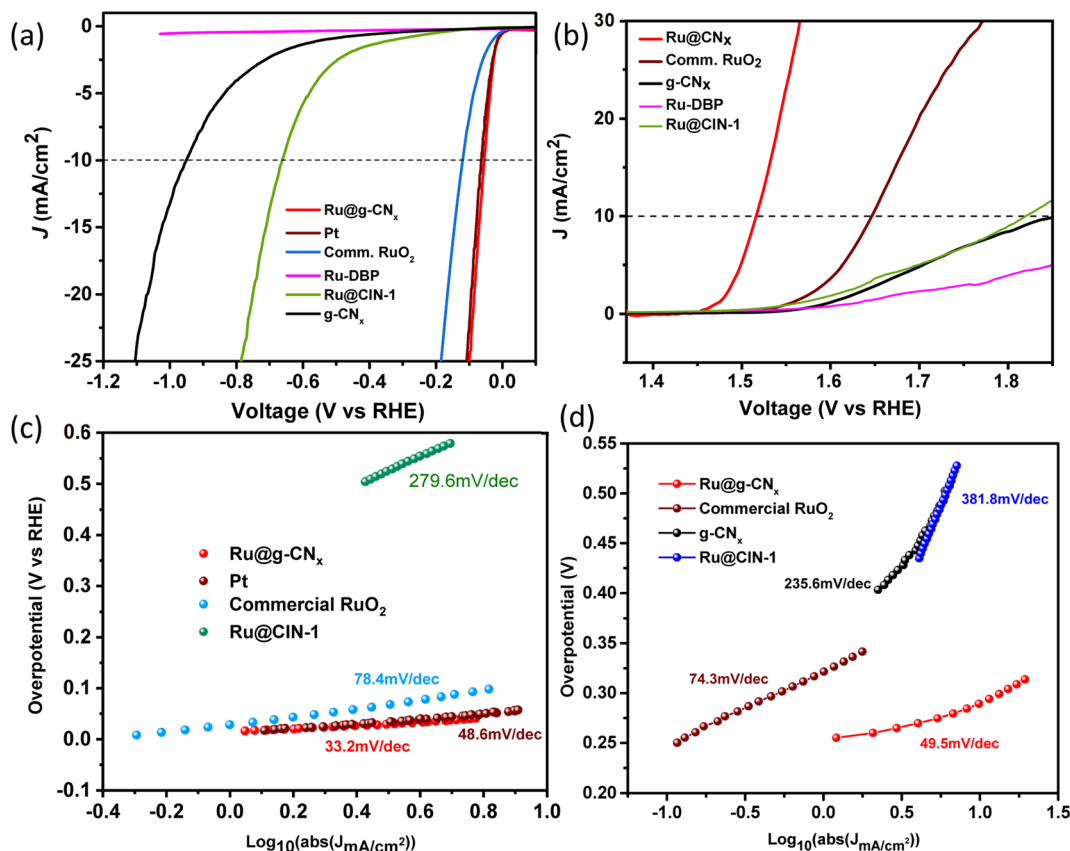 (a)
0
-5
-10
-15
-20
-25
J (mA/cm²)
Ru@g-CNₓ
Pt
Comm. RuO₂
Ru-DBP
Ru@CIN-1
g-CNₓ
-1.2 -1.0 -0.8 -0.6 -0.4 -0.2 0.0
Voltage (V vs RHE)
(b)
30
20
10
0
J (mA/cm²)
Ru@CNₓ
Comm. RuO₂
g-CNₓ
Ru-DBP
Ru@CIN-1
1.4 1.5 1.6 1.7 1.8
Voltage (V vs RHE)
(c)
0.6
0.5
0.4
0.3
0.2
0.1
0.0
-0.1
Overpotential (V vs RHE)
279.6mV/dec
Ru@g-CNₓ
Pt
Commercial RuO₂
Ru@CIN-1
78.4mV/dec
33.2mV/dec
48.6mV/dec
-0.4 -0.2 0.0 0.2 0.4 0.6 0.8 1.0
Log₁₀(abs(J_mA/cm²))
(d)
0.55
0.50
0.45
0.40
0.35
0.30
0.25
0.20
Overpotential (V)
Ru@g-CNₓ
Commercial RuO₂
g-CNₓ
Ru@CIN-1
381.8mV/dec
235.6mV/dec
74.3mV/dec
49.5mV/dec
-1.0 -0.5 0.0 0.5 1.0 1.5
Log₁₀(abs(J_mA/cm²))